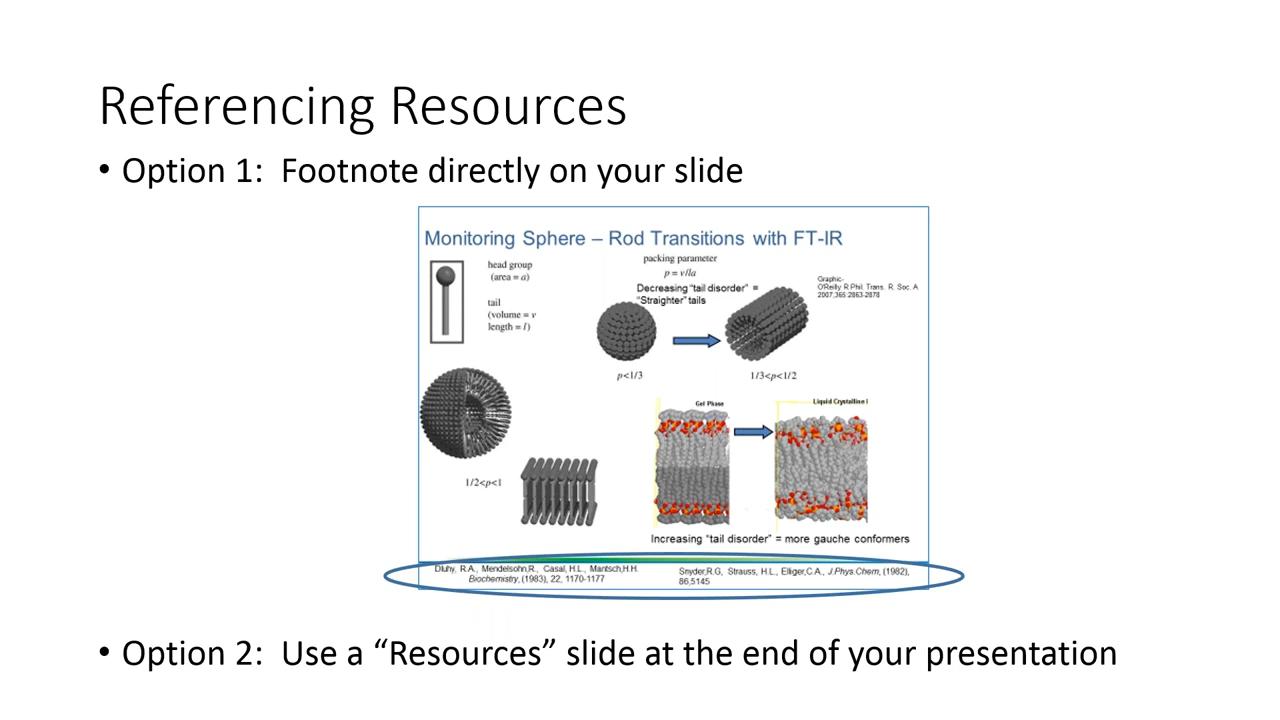 Referencing Resources
• Option 1: Footnote directly on your slide
Monitoring Sphere – Rod Transitions with FT-IR
head group
(area = a)
tail
(volume = v
length = l)
packing parameter
p = v/la
Decreasing "tail disorder" =
"Straighter" tails
Graphic-
O'Reilly R Phil. Trans. R. Soc. A
2007,365:2863-2878
p<1/3
1/3<p<1/2
1/2<p<1
Gel Phase
Liquid Crystalline
Increasing "tail disorder" = more gauche conformers
Dluhy, R.A., Mendelsohn,R., Casal, H.L., Mantsch,H.H.
Biochemistry, (1983), 22, 1170-1177
Snyder,R.G, Strauss, H.L., Elliger,C.A., J.Phys.Chem, (1982),
86,5145
• Option 2: Use a “Resources” slide at the end of your presentation